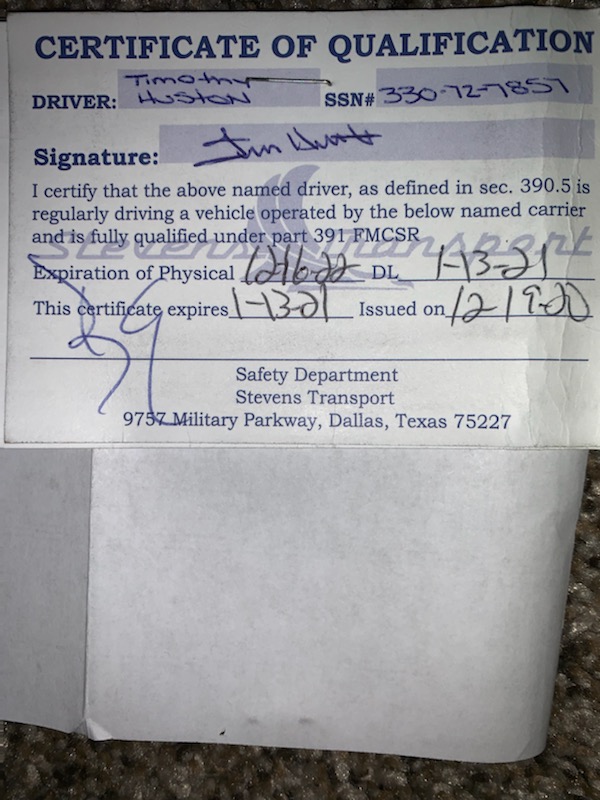 CERTIFICATE OF QUALIFICATION
Timothy
DRIVER: HUSTON SSN#
Signature:
I certify that the above named driver, as defined in sec. 390.5 is
regularly driving a vehicle operated by the below named carrier
and is fully qualified under part 391 FMCSR
Stevens Transport
Expiration of Physical 12-16-22 DL 1-13-21
This certificate expires 1-13-21 Issued on 12-19-20
Safety Department
Stevens Transport
9757 Military Parkway, Dallas, Texas 75227